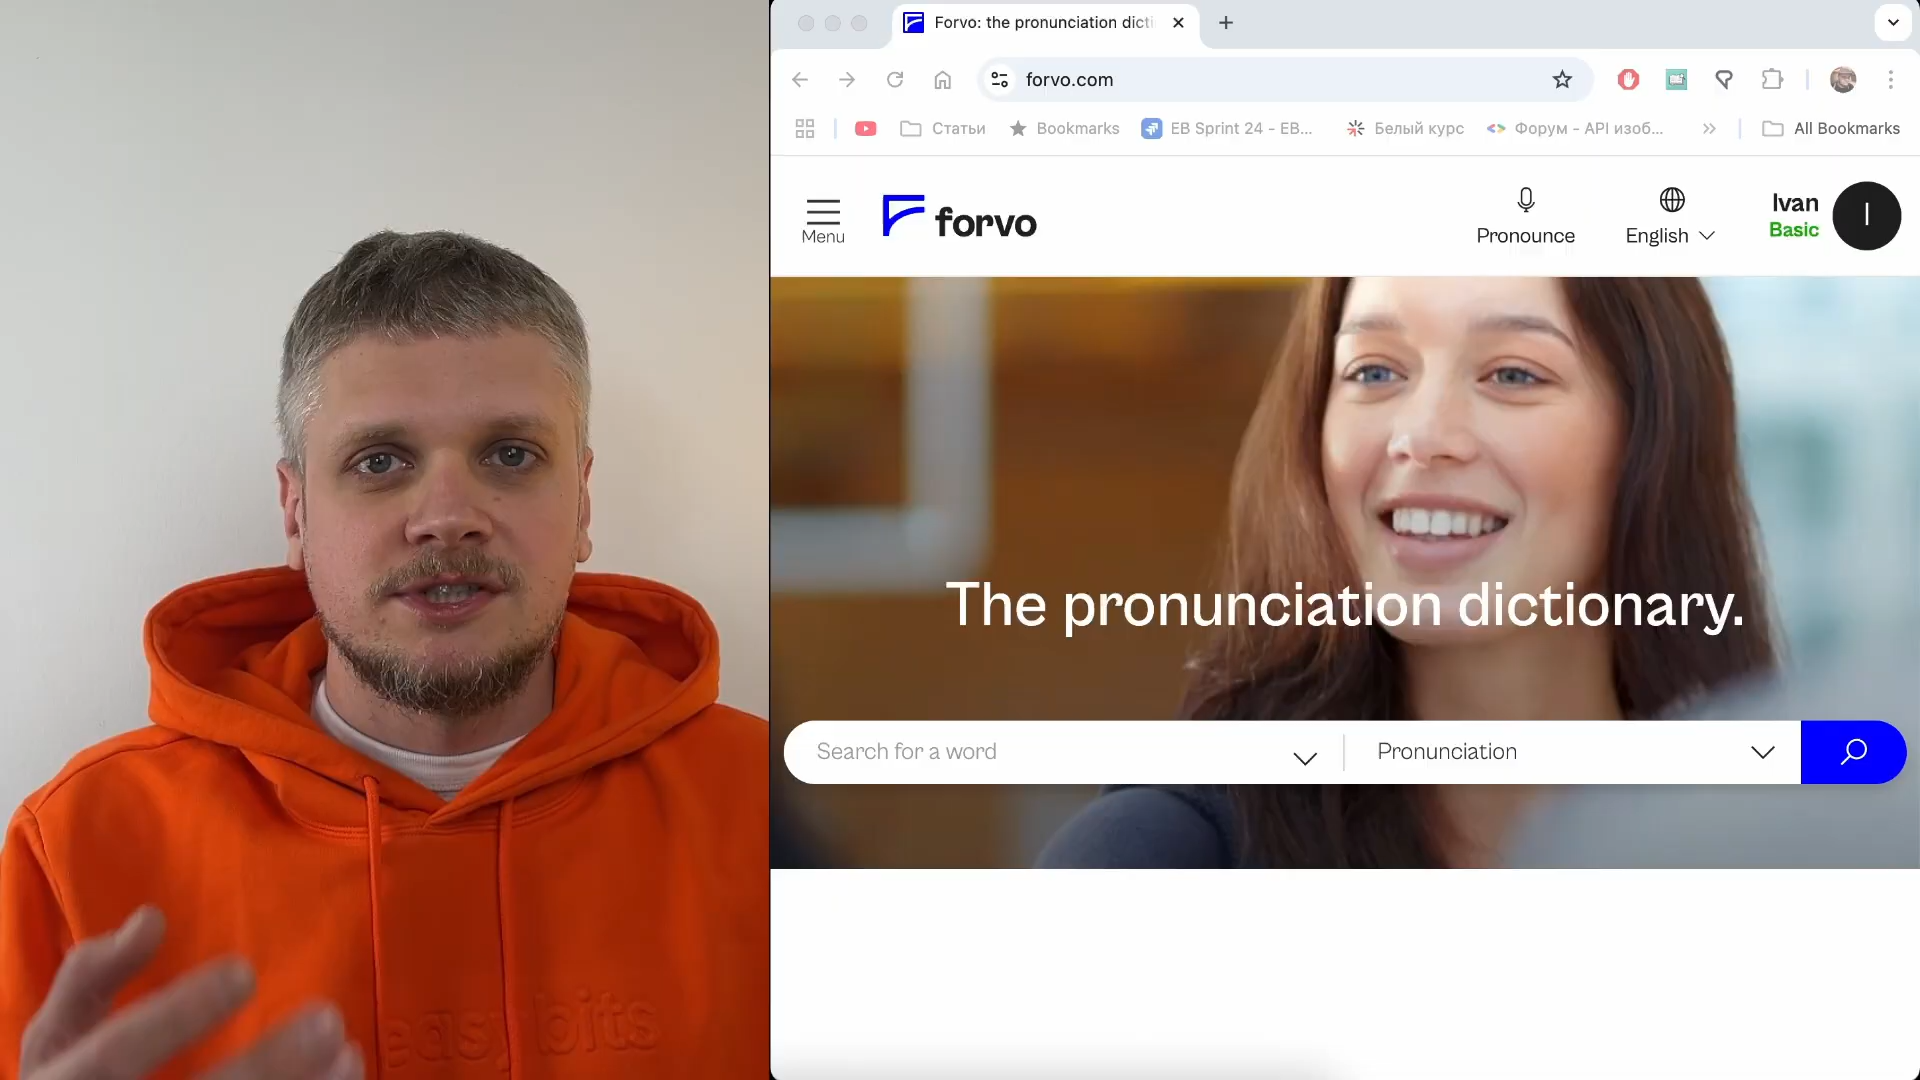 Forvo: the pronunciation dicti
forvo.com
Статьи
Bookmarks
EB Sprint 24 - EB...
Белый курс
Форум - API изоб...
All Bookmarks
Menu
forvo
Pronounce
English
Ivan
Basic
I
The pronunciation dictionary.
Search for a word
Pronunciation
easybits